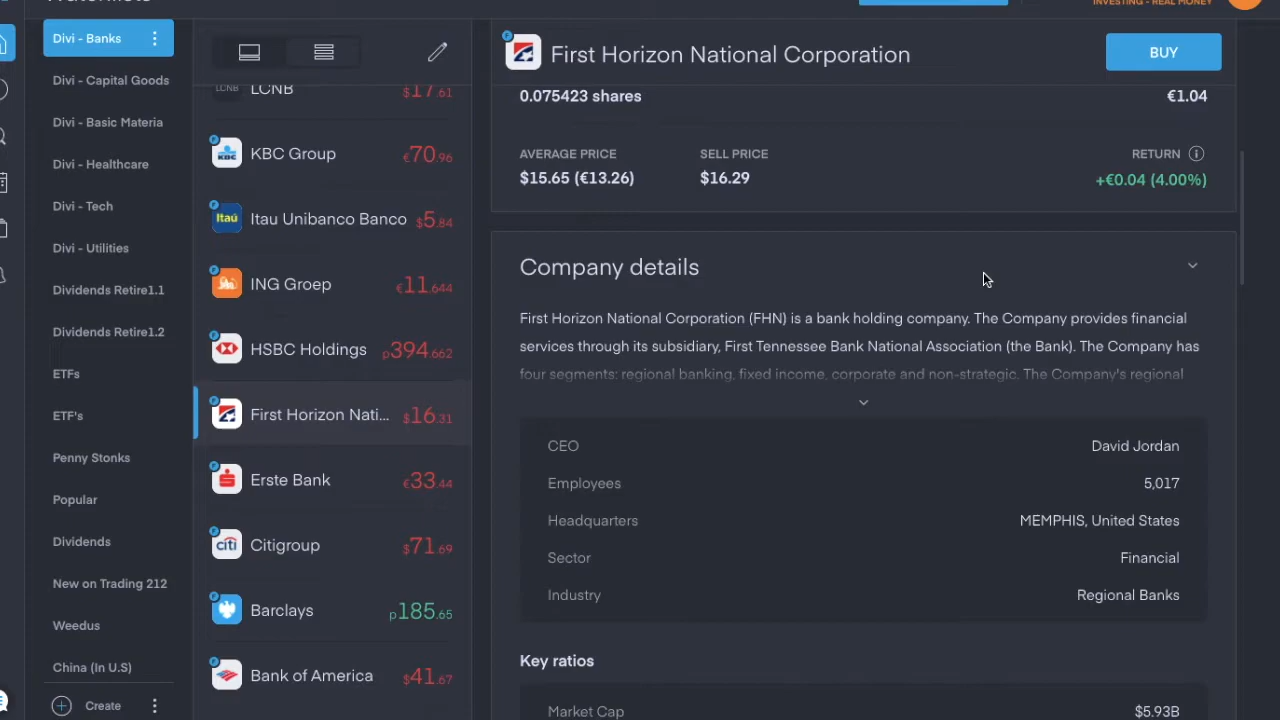 INVESTING - REAL MONEY
Divi - Banks
Divi - Capital Goods
Divi - Basic Materia
Divi - Healthcare
Divi - Tech
Divi - Utilities
Dividends Retire1.1
Dividends Retire1.2
ETFs
ETF's
Penny Stonks
Popular
Dividends
New on Trading 212
Weedus
China (In U.S)
Create
LCNB LCNB $17.61
KBC KBC Group €70.96
Itaú Itau Unibanco Banco $5.84
ING Groep €11.644
HSBC Holdings p394.662
First Horizon Nati... $16.31
Erste Bank €33.44
citi Citigroup $71.69
Barclays p185.65
Bank of America $41.67
First Horizon National Corporation
BUY
0.075423 shares €1.04
AVERAGE PRICE SELL PRICE RETURN
$15.65 (€13.26) $16.29 +€0.04 (4.00%)
Company details
First Horizon National Corporation (FHN) is a bank holding company. The Company provides financial
services through its subsidiary, First Tennessee Bank National Association (the Bank). The Company has
four segments: regional banking, fixed income, corporate and non-strategic. The Company's regional
CEO David Jordan
Employees 5,017
Headquarters MEMPHIS, United States
Sector Financial
Industry Regional Banks
Key ratios
Market Cap $5.93B